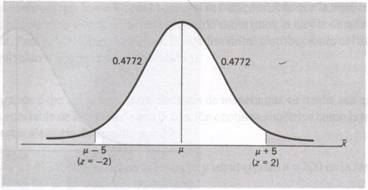 0.4772 0.4772
x̄
μ − 5 μ μ + 5
(z = −2) (z = 2)